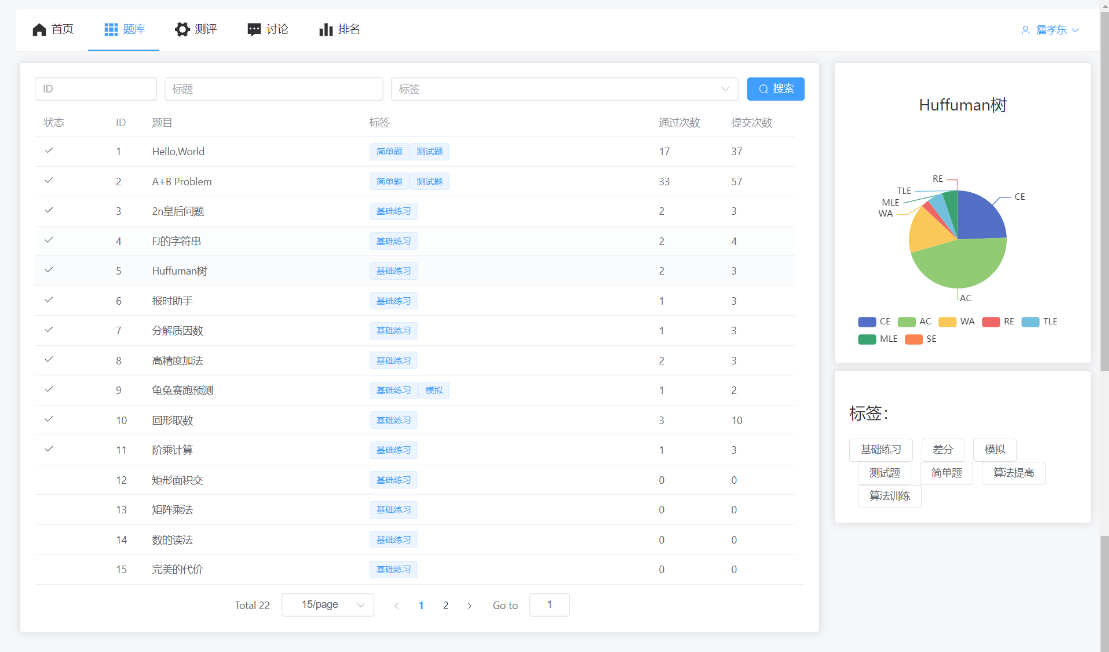 首页 题库 测评 讨论 排名 詹孝东
ID 标题 标签 搜索
状态 ID 题目 标签 通过次数 提交次数
1 Hello,World 简单题 测试题 17 37
2 A+B Problem 简单题 测试题 33 57
3 2n皇后问题 基础练习 2 3
4 FJ的字符串 基础练习 2 4
5 Huffuman树 基础练习 2 3
6 报时助手 基础练习 1 3
7 分解质因数 基础练习 1 3
8 高精度加法 基础练习 2 3
9 龟兔赛跑预测 基础练习 模拟 1 2
10 回形取数 基础练习 3 10
11 阶乘计算 基础练习 1 3
12 矩形面积交 基础练习 0 0
13 矩阵乘法 基础练习 0 0
14 数的读法 基础练习 0 0
15 完美的代价 基础练习 0 0
Total 22 15/page 1 2 Go to 1
Huffuman树
RE
TLE
CE
MLE
WA
AC
CE AC WA RE TLE
MLE SE
标签：
基础练习 差分 模拟
测试题 简单题 算法提高
算法训练